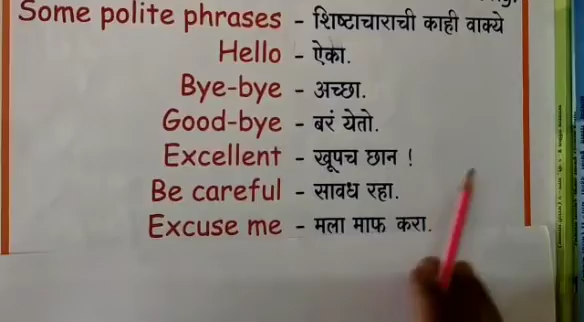 Some polite phrases - शिष्टाचाराची काही वाक्ये
Hello - ऐका.
Bye-bye - अच्छा.
Good-bye - बरं येतो.
Excellent - खूपच छान !
Be careful - सावध रहा.
Excuse me - मला माफ करा.